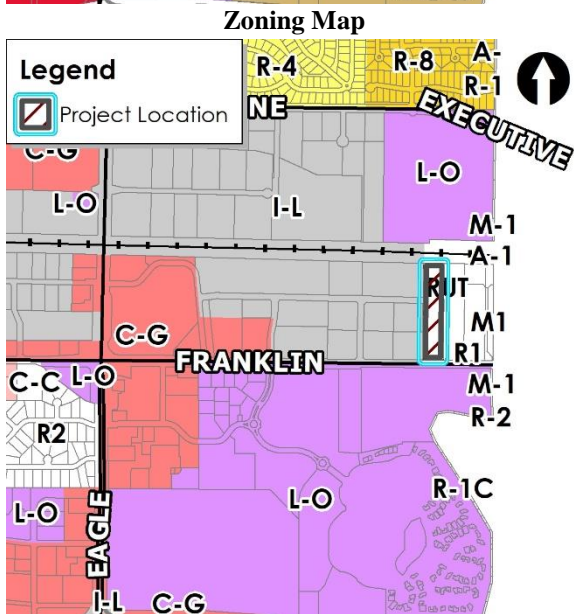 Zoning Map
Legend
Project Location
R-4
R-8
A-
R-1
NE
EXECUTIVE
C-G
L-O
L-O
I-L
M-1
A-1
RUT
C-G
M1
R1
FRANKLIN
C-C
L-O
M-1
R-2
R2
L-O
R-1C
L-O
EAGLE
I-L
C-G